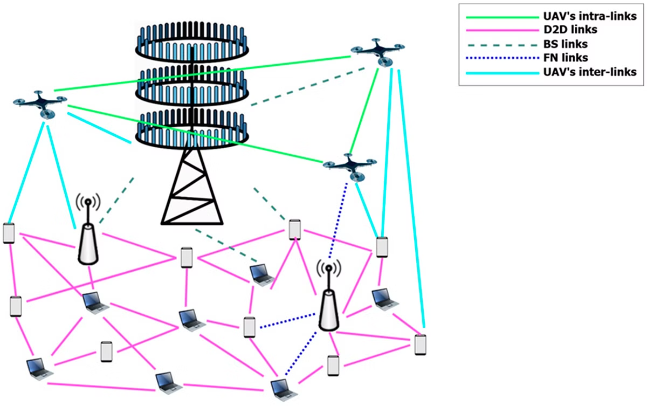 UAV's intra-links
D2D links
BS links
FN links
UAV's inter-links